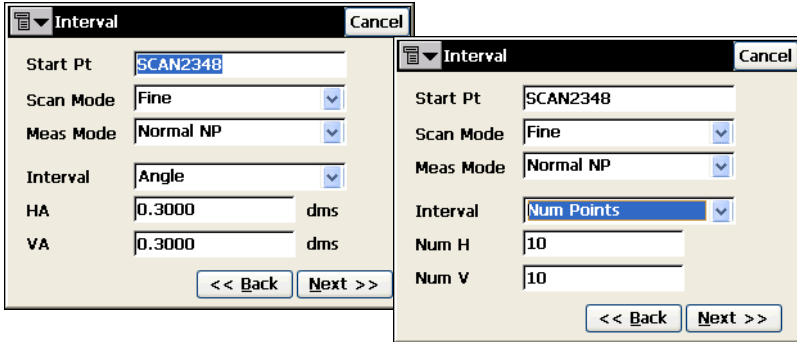 Interval Cancel
Start Pt SCAN2348
Scan Mode Fine
Meas Mode Normal NP
Interval Angle
HA 0.3000 dms
VA 0.3000 dms
<< Back Next >>
Interval Cancel
Start Pt SCAN2348
Scan Mode Fine
Meas Mode Normal NP
Interval Num Points
Num H 10
Num V 10
<< Back Next >>